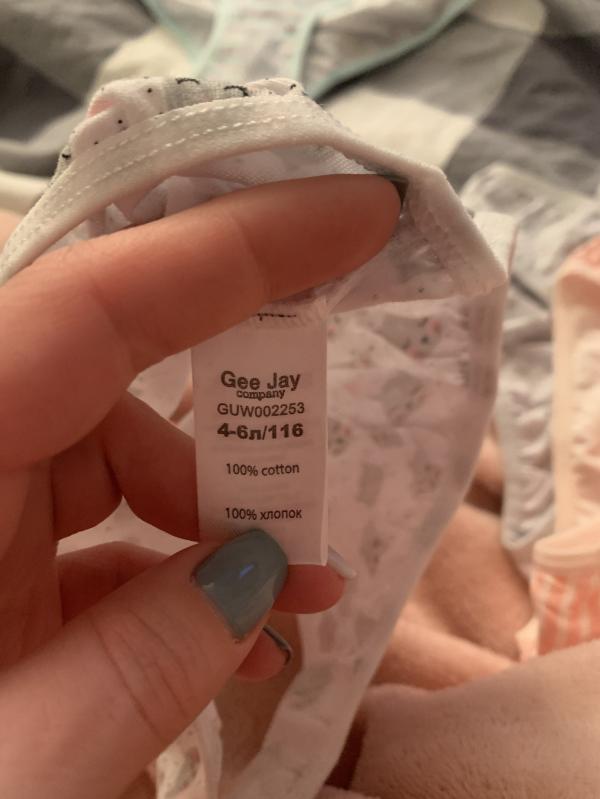 Gee Jay
company
GUW002253
4-6л/116
100% cotton
100% хлопок